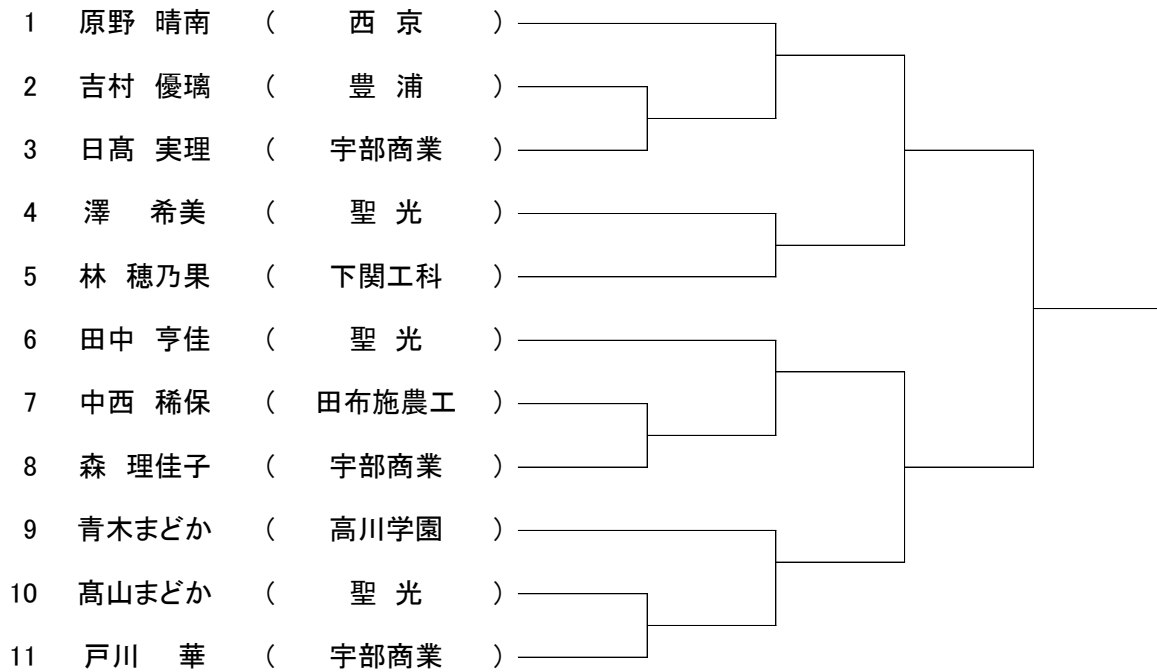 1 原野 晴南 ( 西 京 )
2 吉村 優璃 ( 豊 浦 )
3 日髙 実理 ( 宇部商業 )
4 澤 希美 ( 聖 光 )
5 林 穂乃果 ( 下関工科 )
6 田中 亨佳 ( 聖 光 )
7 中西 稀保 ( 田布施農工 )
8 森 理佳子 ( 宇部商業 )
9 青木まどか ( 高川学園 )
10 髙山まどか ( 聖 光 )
11 戸川 華 ( 宇部商業 )